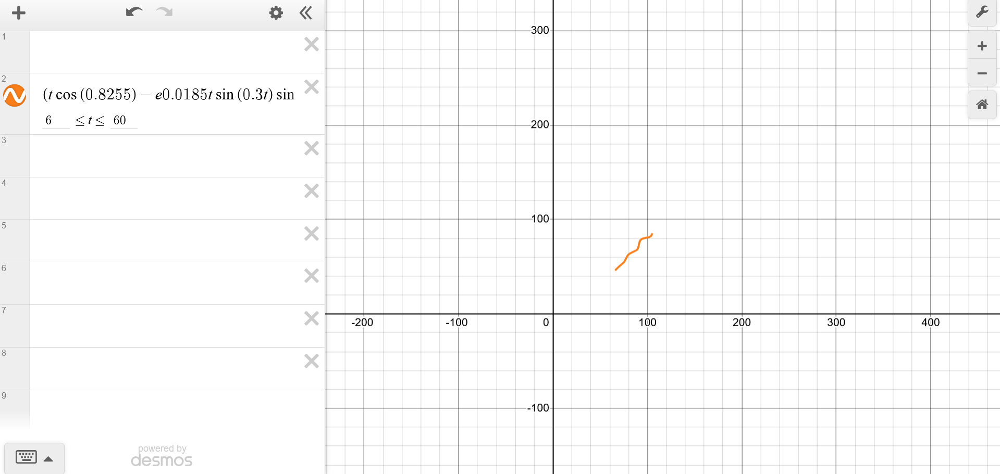 1
2
(t cos (0.8255) − e0.0185t sin (0.3t) sin
6 ≤ t ≤ 60
3
4
5
6
7
8
9
powered by
desmos
300
200
100
-200 -100 0 100 200 300 400
-100